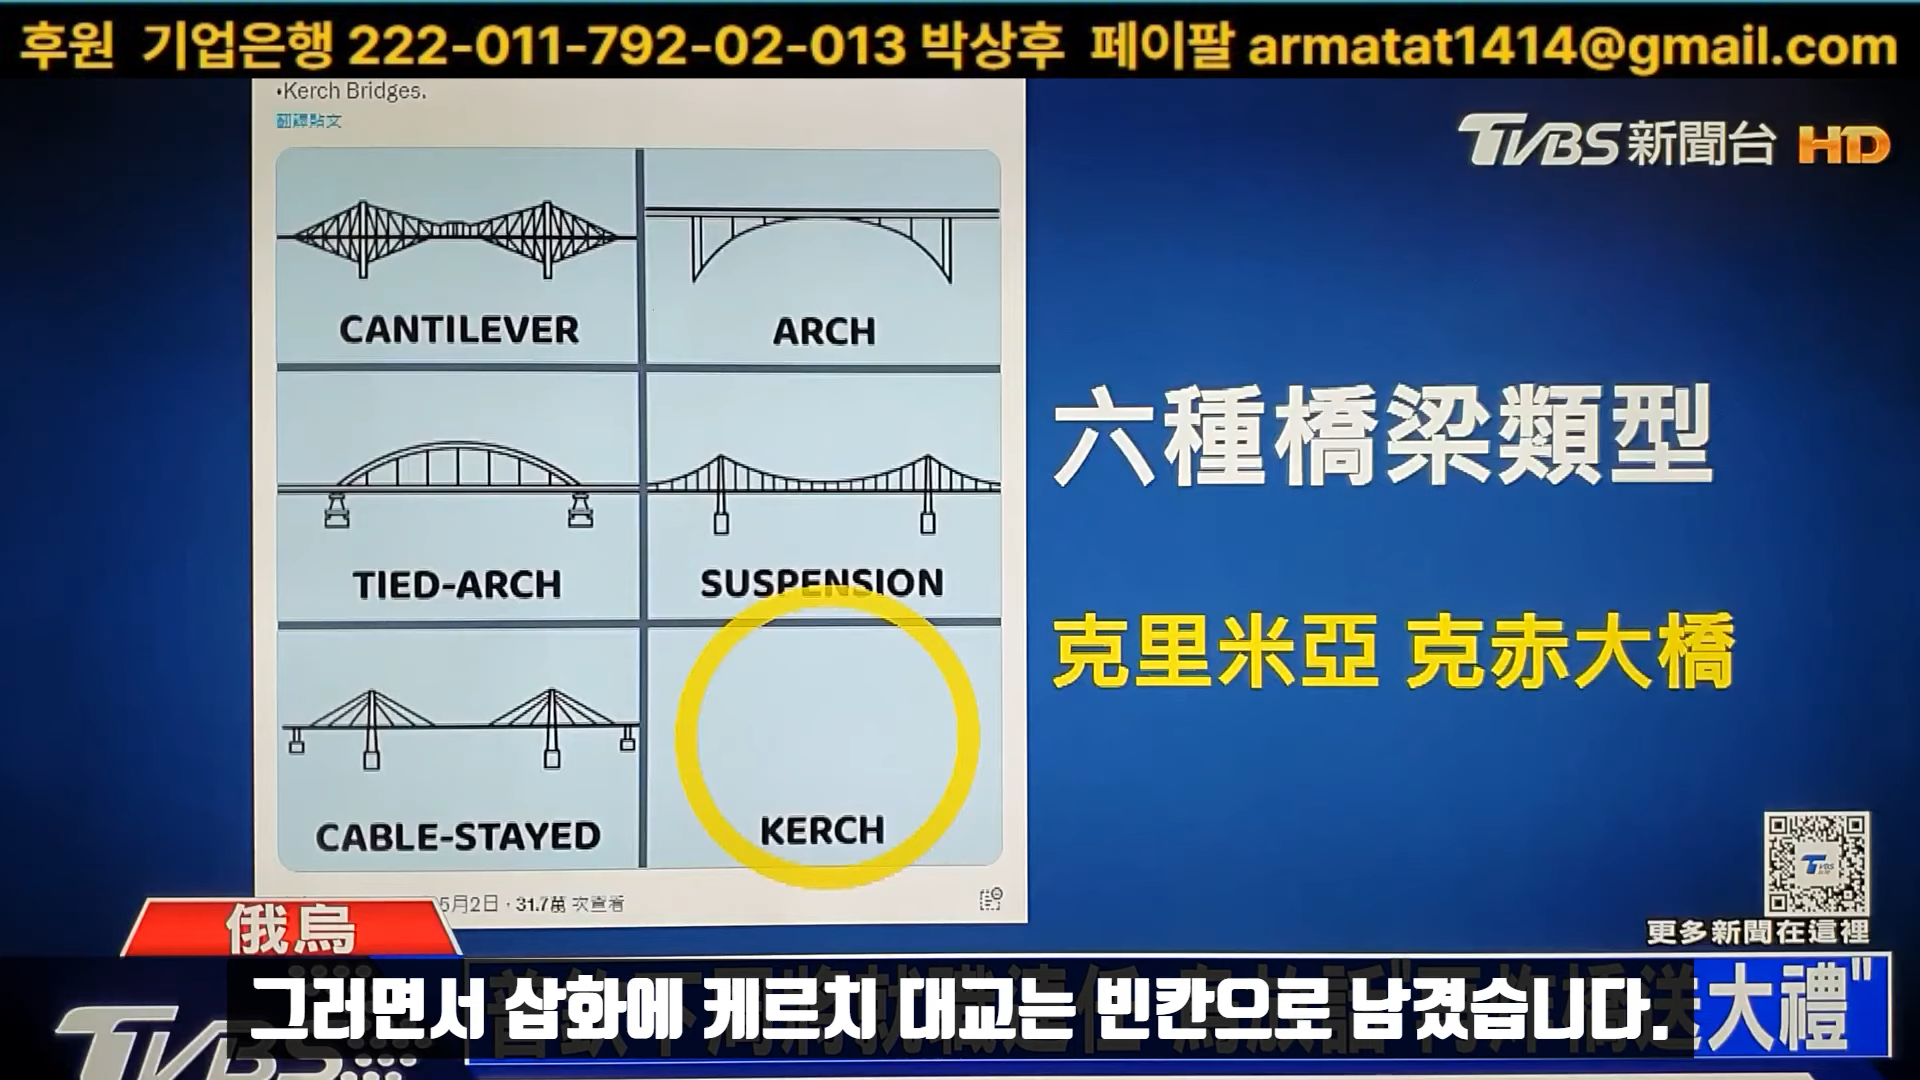 후원 기업은행 222-011-792-02-013 박상후 페이팔 armatat1414@gmail.com
•Kerch Bridges.
翻譯貼文
TVBS新聞台 HD
CANTILEVER
ARCH
TIED-ARCH
SUSPENSION
CABLE-STAYED
KERCH
六種橋梁類型
克里米亞 克赤大橋
5月2日 · 31.7萬 次查看
TVBS
更多新聞在這裡
俄烏
大禮"
그러면서 삽화에 케르치 대교는 빈칸으로 남겼습니다.
TVBS